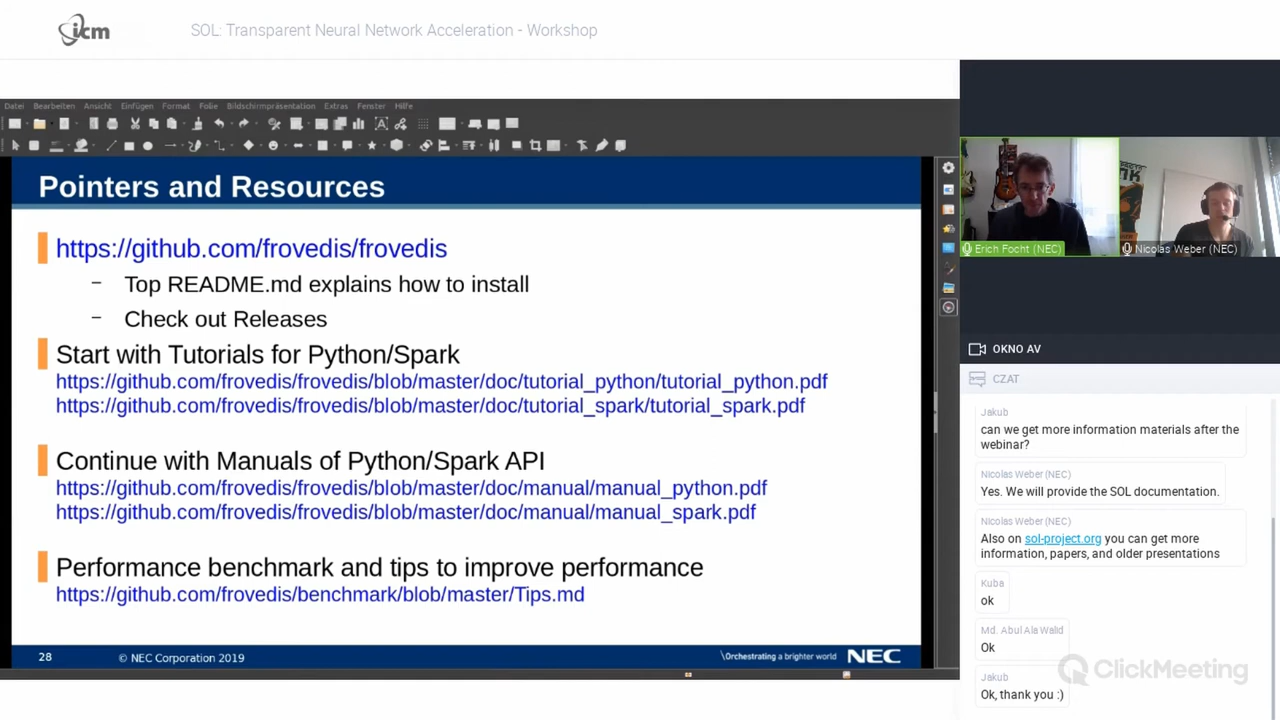 icm
SOL: Transparent Neural Network Acceleration - Workshop
Datei Bearbeiten Ansicht Einfügen Format Folie Bildschirmpräsentation Extras Fenster Hilfe
Pointers and Resources
https://github.com/frovedis/frovedis
– Top README.md explains how to install
– Check out Releases
Start with Tutorials for Python/Spark
https://github.com/frovedis/frovedis/blob/master/doc/tutorial_python/tutorial_python.pdf
https://github.com/frovedis/frovedis/blob/master/doc/tutorial_spark/tutorial_spark.pdf
Continue with Manuals of Python/Spark API
https://github.com/frovedis/frovedis/blob/master/doc/manual/manual_python.pdf
https://github.com/frovedis/frovedis/blob/master/doc/manual/manual_spark.pdf
Performance benchmark and tips to improve performance
https://github.com/frovedis/benchmark/blob/master/Tips.md
28 © NEC Corporation 2019
\Orchestrating a brighter world NEC
Erich Focht (NEC)
Nicolas Weber (NEC)
OKNO AV
CZAT
Jakub
can we get more information materials after the
webinar?
Nicolas Weber (NEC)
Yes. We will provide the SOL documentation.
Nicolas Weber (NEC)
Also on sol-project.org you can get more
information, papers, and older presentations
Kuba
ok
Md. Abul Ala Walid
Ok
Jakub
Ok, thank you :)
ClickMeeting